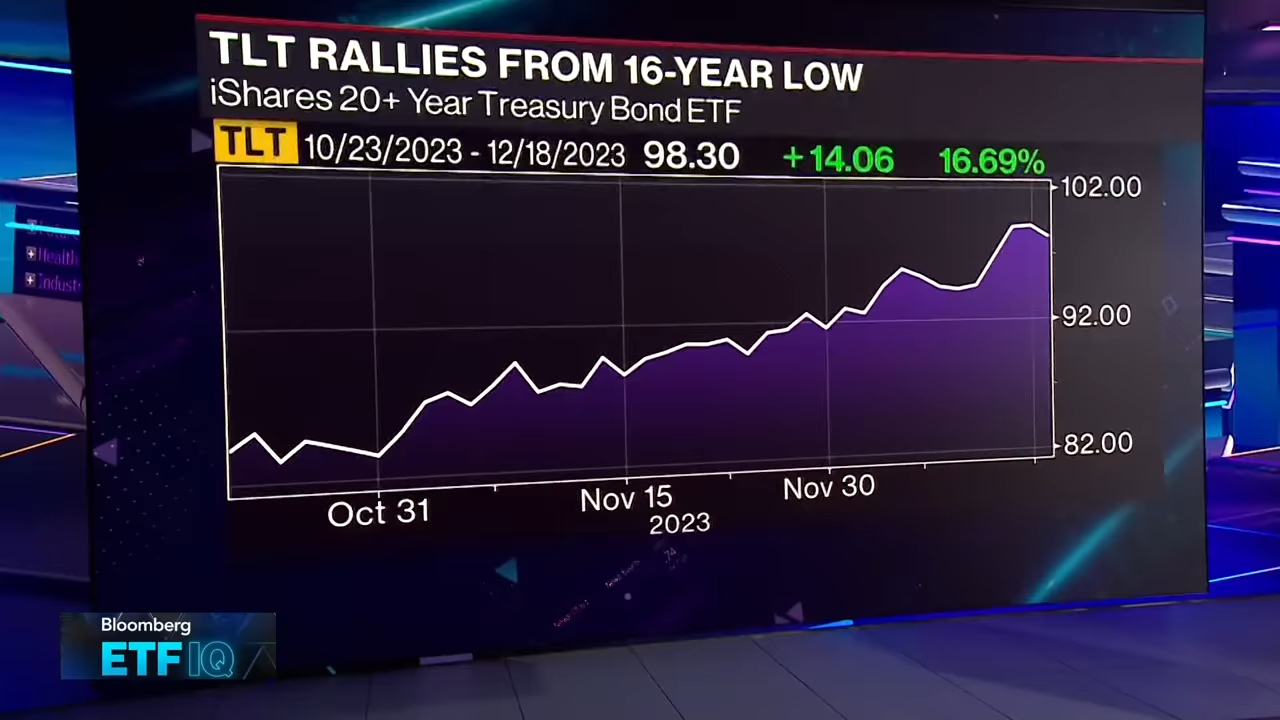 TLT RALLIES FROM 16-YEAR LOW
iShares 20+ Year Treasury Bond ETF
TLT 10/23/2023 - 12/18/2023 98.30 +14.06 16.69%
102.00
92.00
82.00
Oct 31 Nov 15 Nov 30
2023
Health
Bloomberg
ETF IQ